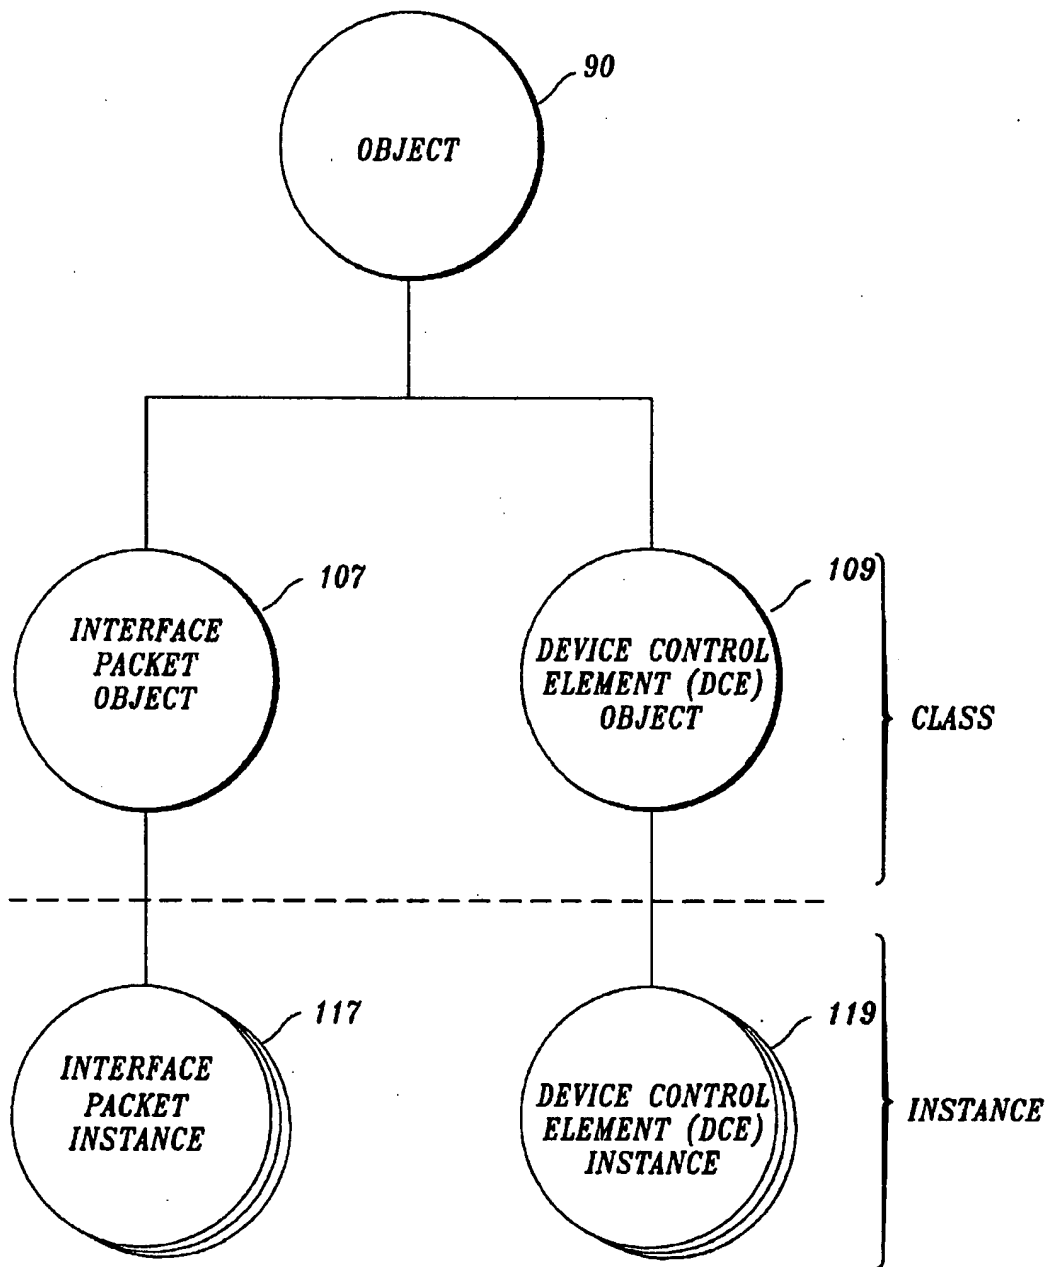 90
OBJECT
107
INTERFACE
PACKET
OBJECT
109
DEVICE CONTROL
ELEMENT (DCE)
OBJECT
CLASS
117
INTERFACE
PACKET
INSTANCE
119
DEVICE CONTROL
ELEMENT (DCE)
INSTANCE
INSTANCE